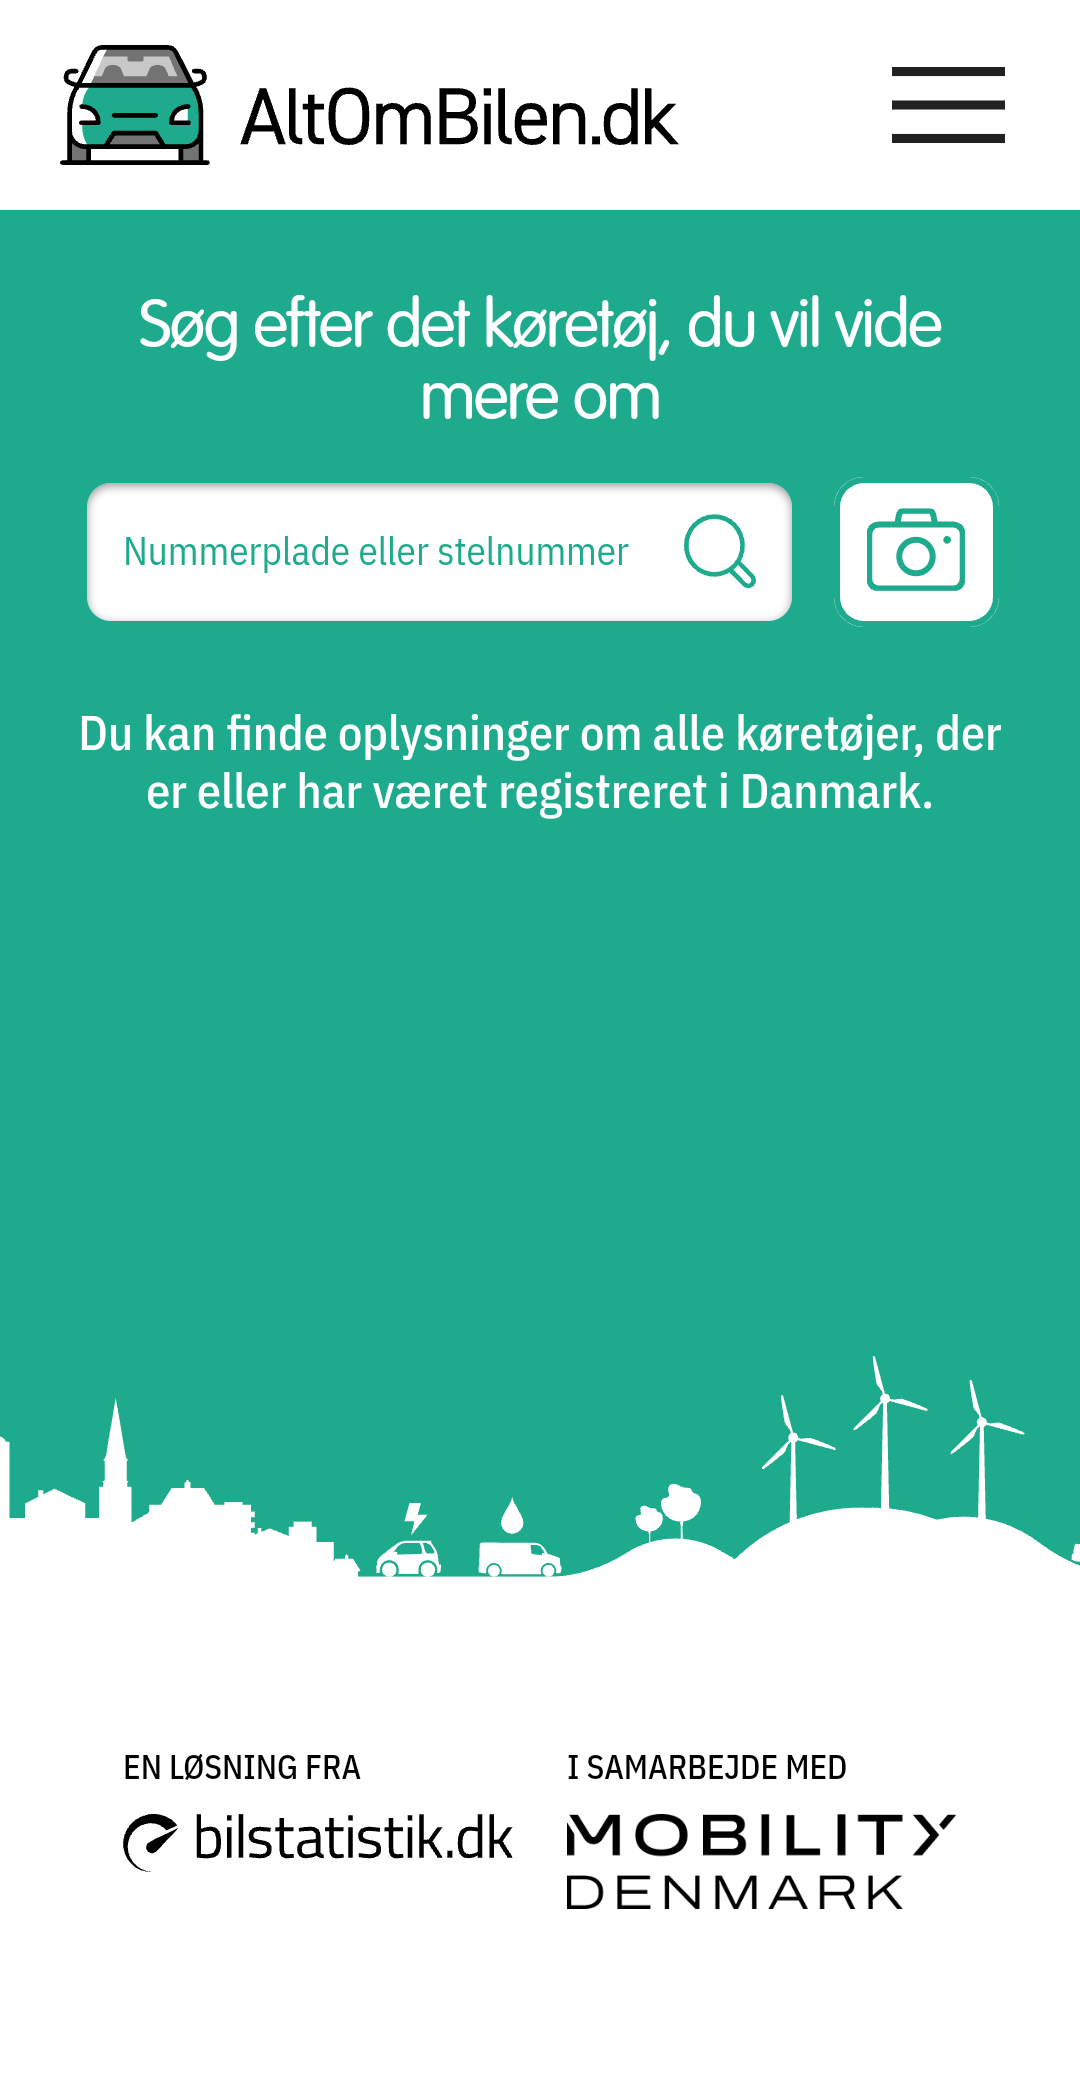 AltOmBilen.dk
Søg efter det køretøj, du vil vide
mere om
Nummerplade eller stelnummer
Du kan finde oplysninger om alle køretøjer, der
er eller har været registreret i Danmark.
EN LØSNING FRA
bilstatistik.dk
I SAMARBEJDE MED
MOBILITY
DENMARK